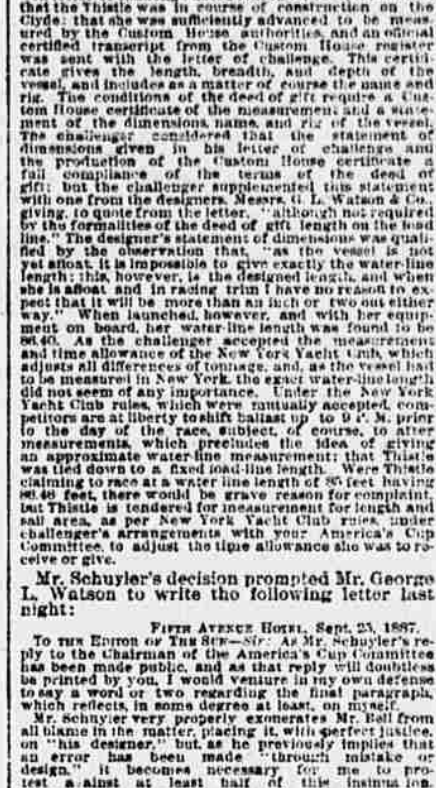 that the Thistle was in course of construction on the
Clyde: that she was sufficiently advanced to be meas-
ured by the Custom House authorities, and an official
certified transcript from the Custom House register
was sent with the letter of challenge. This certifi-
cate gives the length, breadth, and depth of the
vessel, and includes as a matter of course the name and
rig. The conditions of the deed of gift require a Cus-
tom House certificate of the measurement and a state-
ment of the dimensions, name, and rig of the vessel.
The challenger considered that the statement of
dimensions given in his letter of challenge and
the production of the Custom House certificate a
full compliance of the terms of the deed of
gift; but the challenger supplemented this statement
with one from the designers, Messrs. G. L. Watson & Co.,
giving, to quote from the letter, "although not required
by the formalities of the deed of gift length on the load
line." The designer's statement of dimensions was quali-
fied by the observation that, "as the vessel is not
yet afloat, it is impossible to give exactly the water-line
length; this, however, is the designed length, and when
she is afloat and in racing trim I have no reason to ex-
pect that it will be more than an inch or two out either
way." When launched, however, and with her equip-
ment on board, her water-line length was found to be
86.40. As the challenger accepted the measurement
and time allowance of the New York Yacht Club, which
adjusts all differences of tonnage, and, as the vessel had
to be measured in New York, the exact water-line length
did not seem of any importance. Under the New York
Yacht Club rules, which were mutually accepted, com-
petitors are at liberty to shift ballast up to 9 P. M. prior
to the day of the race, subject, of course, to after
measurements, which precludes the idea of giving
an approximate water-line measurement; that Thistle
was tied down to a fixed load-line length. Were Thistle
claiming to race at a water line length of 85 feet having
86.46 feet, there would be grave reason for complaint,
but Thistle is tendered for measurement for length and
sail area, as per New York Yacht Club rules, under
challenger's arrangements with your America's Cup
Committee, to adjust the time allowance she was to re-
ceive or give.
Mr. Schuyler's decision prompted Mr. George
L. Watson to write the following letter last
night:
FIFTH AVENUE HOTEL, Sept. 25, 1887.
TO THE EDITOR OF THE SUN—Sir: As Mr. Schuyler's re-
ply to the Chairman of the America's Cup Committee
has been made public, and as that reply will doubtless
be printed by you, I would venture in my own defense
to say a word or two regarding the final paragraph,
which reflects, in some degree at least, on myself.
Mr. Schuyler very properly exonerates Mr. Bell from
all blame in the matter, placing it, with perfect justice,
on "his designer," but, as he previously implies that
an error has been made "through mistake or
design," it becomes necessary for me to pro-
test against at least half of this insinuation.